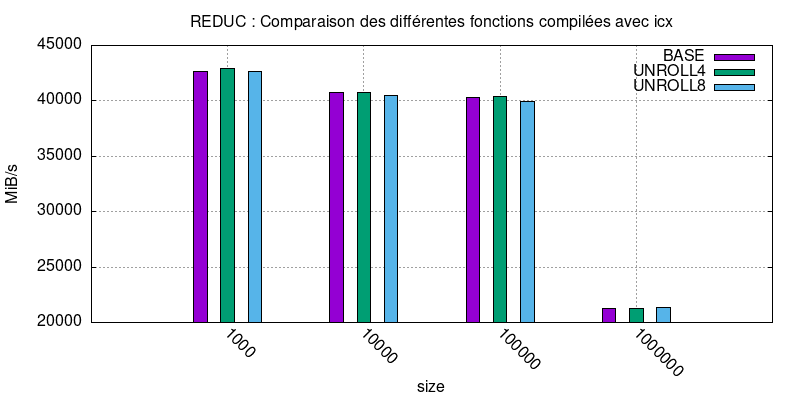 REDUC : Comparaison des différentes fonctions compilées avec icx
45000
40000
35000
30000
25000
20000
MiB/s
BASE
UNROLL4
UNROLL8
1000
10000
100000
1000000
size